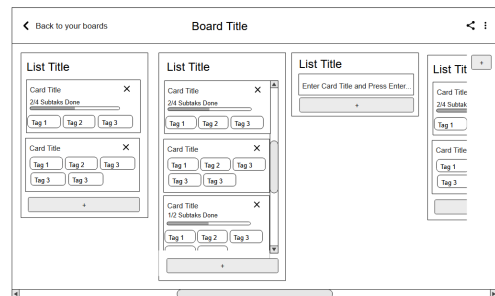 Back to your boards
Board Title
List Title
Card Title
2/4 Subtaks Done
Tag 1 Tag 2 Tag 3
Card Title
Tag 1 Tag 2 Tag 3
Tag 3 Tag 3
+
List Title
Card Title
2/4 Subtaks Done
Tag 1 Tag 2 Tag 3
Card Title
Tag 1 Tag 2 Tag 3
Tag 3 Tag 3
Card Title
1/2 Subtaks Done
Tag 1 Tag 2 Tag 3
+
List Title
Enter Card Title and Press Enter...
+
List Tit
Card Title
2/4 Subtak
Tag 1
Card Title
Tag 1
Tag 3
+